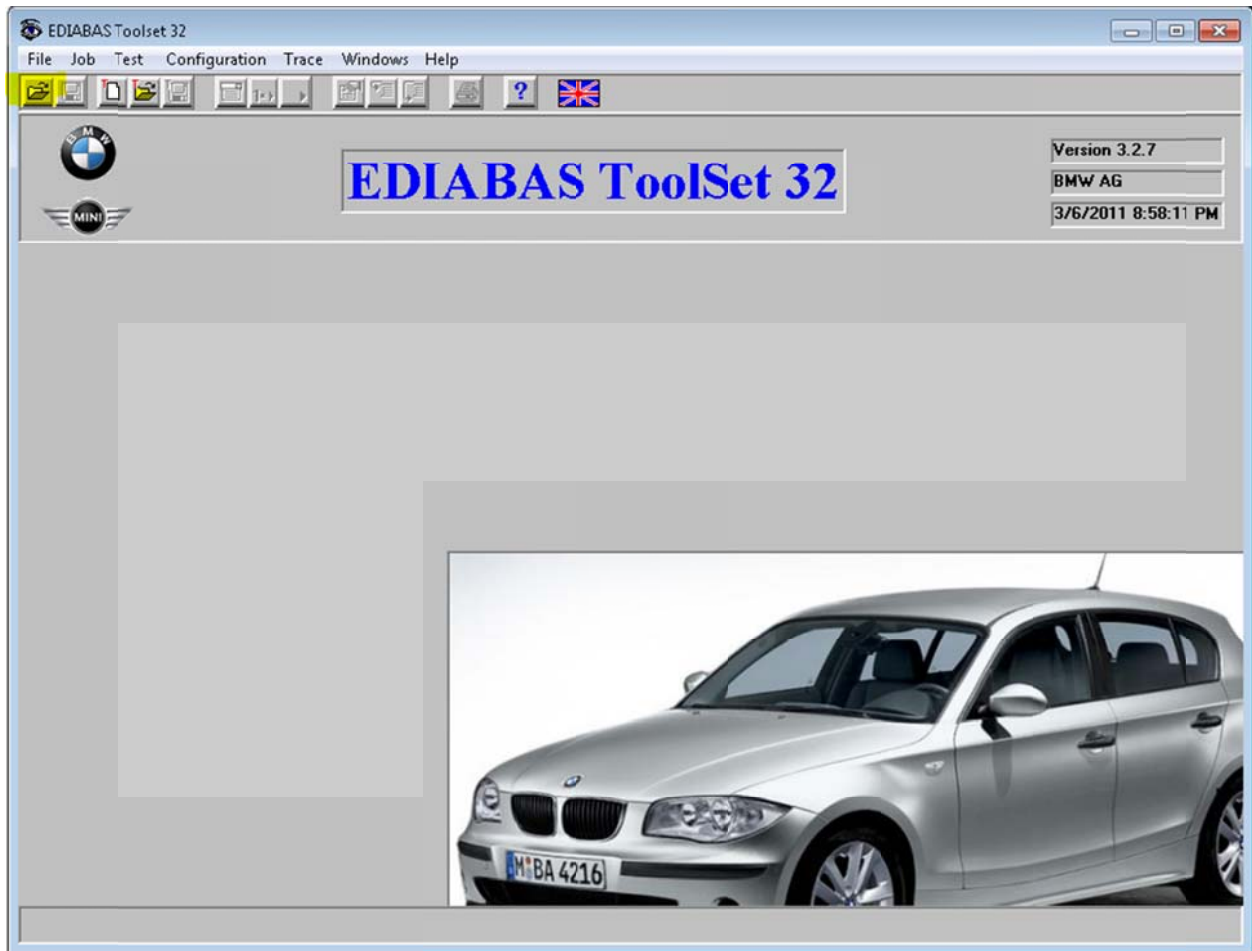 EDIABAS Toolset 32
File Job Test Configuration Trace Windows Help
?
BMW
EDIABAS ToolSet 32
Version 3.2.7
BMW AG
3/6/2011 8:58:11 PM
MINI
M BA 4216